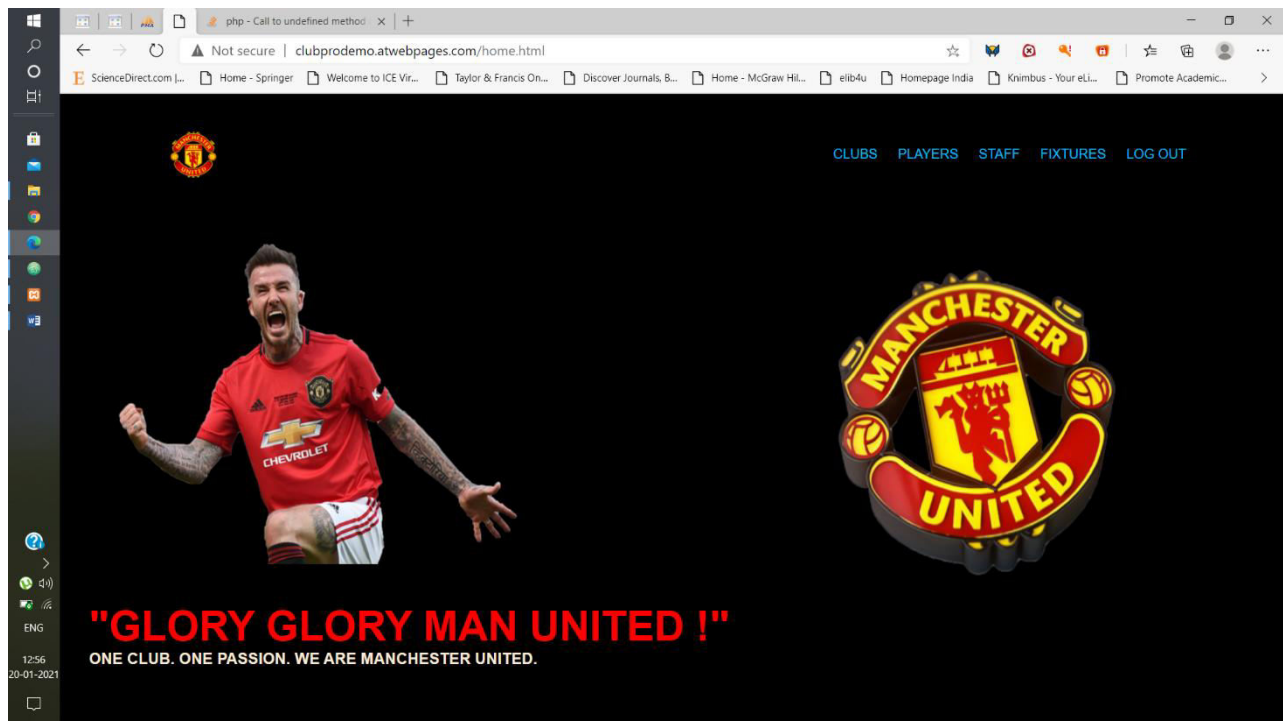 php - Call to undefined method
Not secure | clubprodemo.atwebpages.com/home.html
ScienceDirect.com |... Home - Springer Welcome to ICE Vir... Taylor & Francis On... Discover Journals, B... Home - McGraw Hil... elib4u Homepage India Knimbus - Your eLi... Promote Academic...
MANCHESTER
UNITED
CLUBS PLAYERS STAFF FIXTURES LOG OUT
CHEVROLET
MANCHESTER
UNITED
"GLORY GLORY MAN UNITED !"
ONE CLUB. ONE PASSION. WE ARE MANCHESTER UNITED.
ENG
12:56
20-01-2021